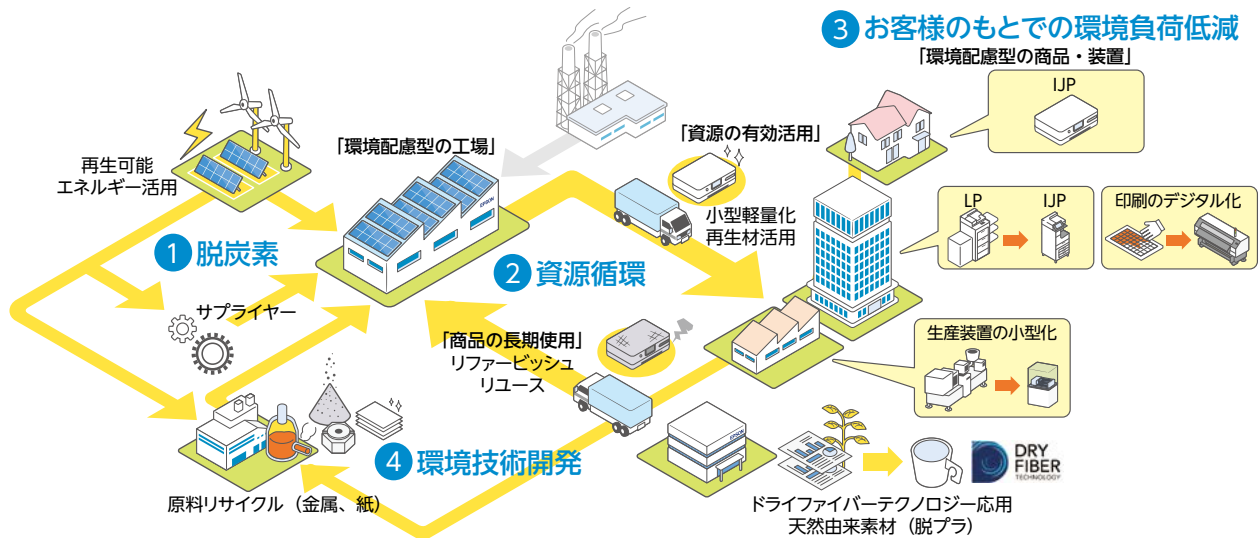 3 お客様のもとでの環境負荷低減
「環境配慮型の商品・装置」
IJP
「資源の有効活用」
「環境配慮型の工場」
再生可能
エネルギー活用
EPSON
小型軽量化
再生材活用
LP
IJP
印刷のデジタル化
1 脱炭素
2 資源循環
サプライヤー
「商品の長期使用」
リファービッシュ
リユース
生産装置の小型化
EPSON
4 環境技術開発
DRY
FIBER
TECHNOLOGY
原料リサイクル（金属、紙）
ドライファイバーテクノロジー応用
天然由来素材（脱プラ）